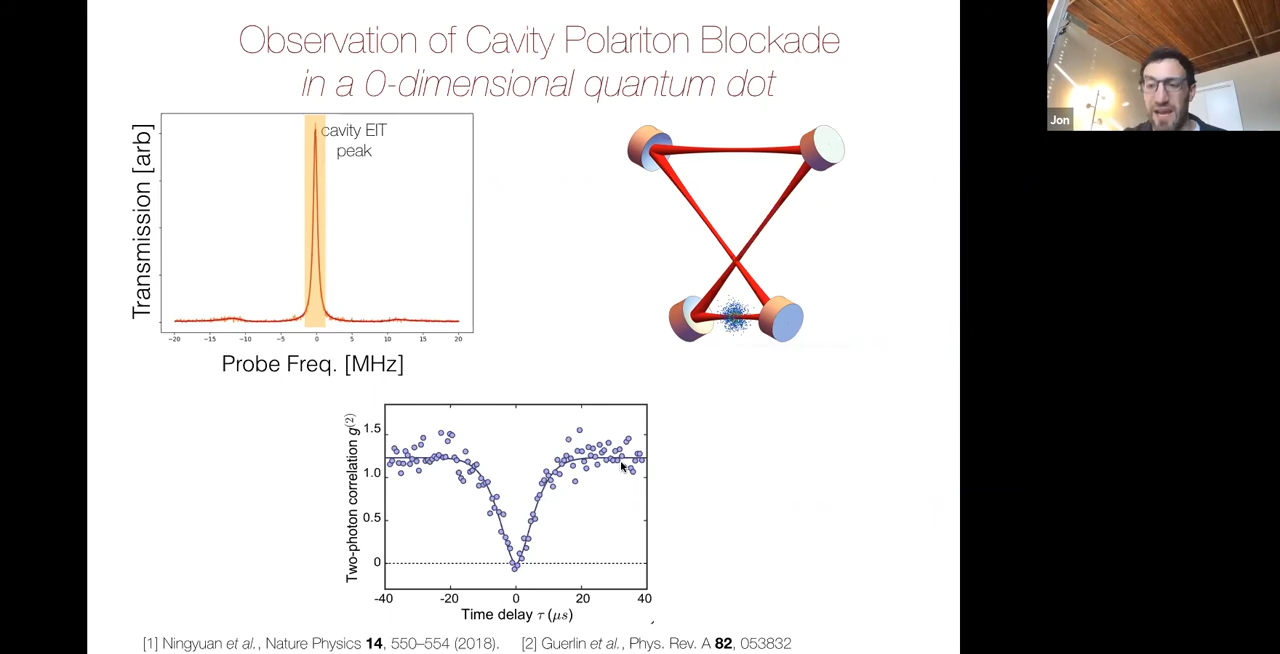 Observation of Cavity Polariton Blockade
in a 0-dimensional quantum dot
Jon
cavity EIT
peak
Transmission [arb]
-20 -15 -10 -5 0 5 10 15 20
Probe Freq. [MHz]
Two-photon correlation g(2)
1.5
1.0
0.5
0
-40 -20 0 20 40
Time delay τ (μs)
[1] Ningyuan et al., Nature Physics 14, 550–554 (2018). [2] Guerlin et al., Phys. Rev. A 82, 053832